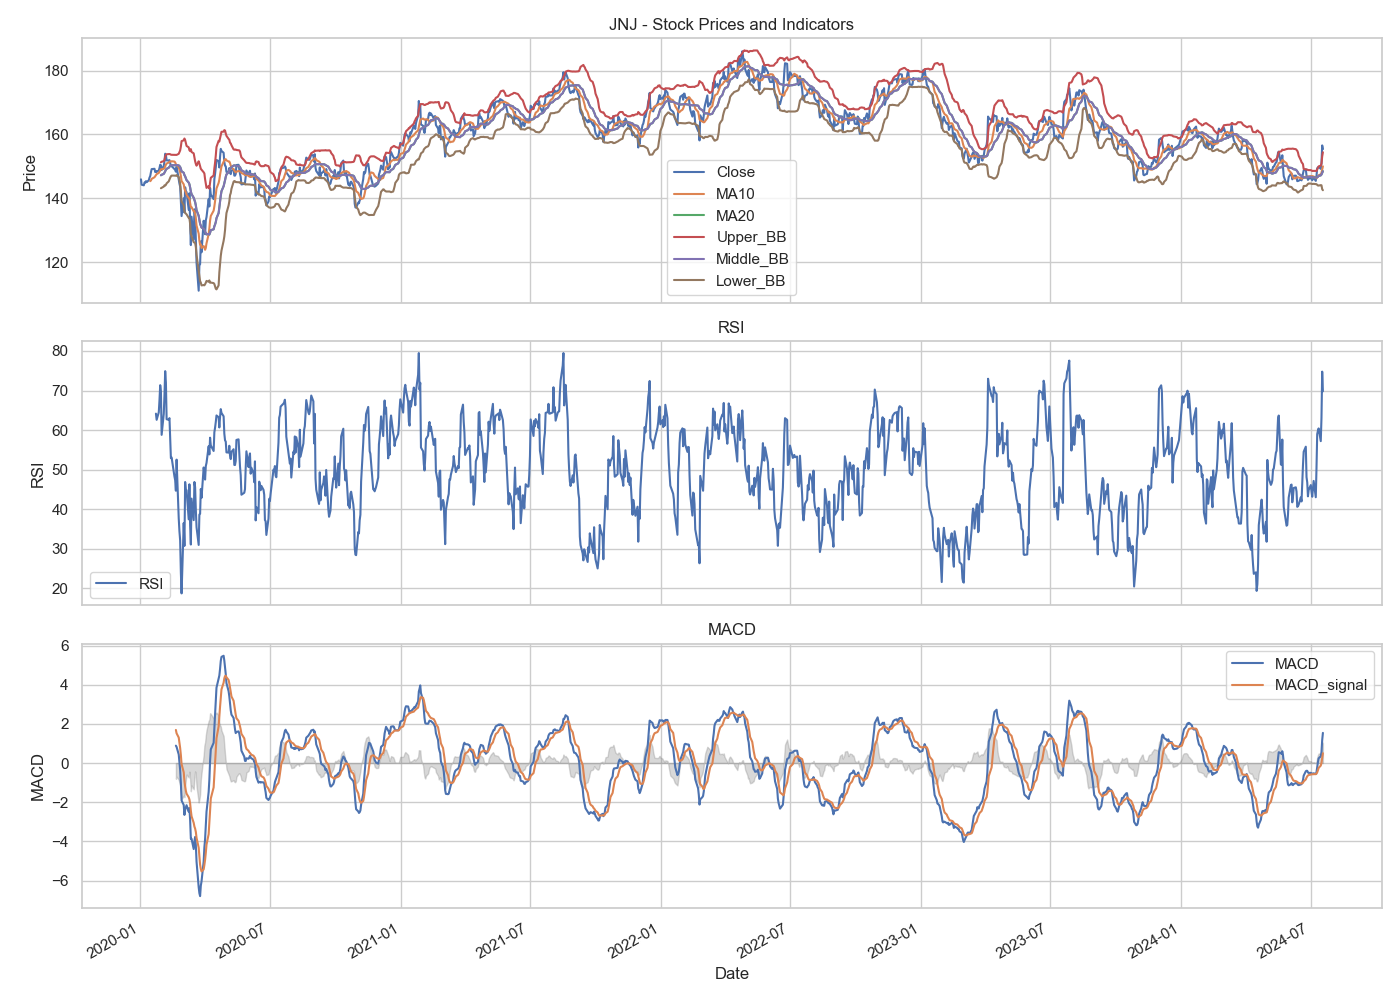 JNJ - Stock Prices and Indicators
180
160
140
120
Price
Close
MA10
MA20
Upper_BB
Middle_BB
Lower_BB
RSI
80
70
60
50
40
30
20
RSI
RSI
MACD
6
4
2
0
−2
−4
−6
MACD
MACD
MACD_signal
2020-01
2020-07
2021-01
2021-07
2022-01
2022-07
2023-01
2023-07
2024-01
2024-07
Date